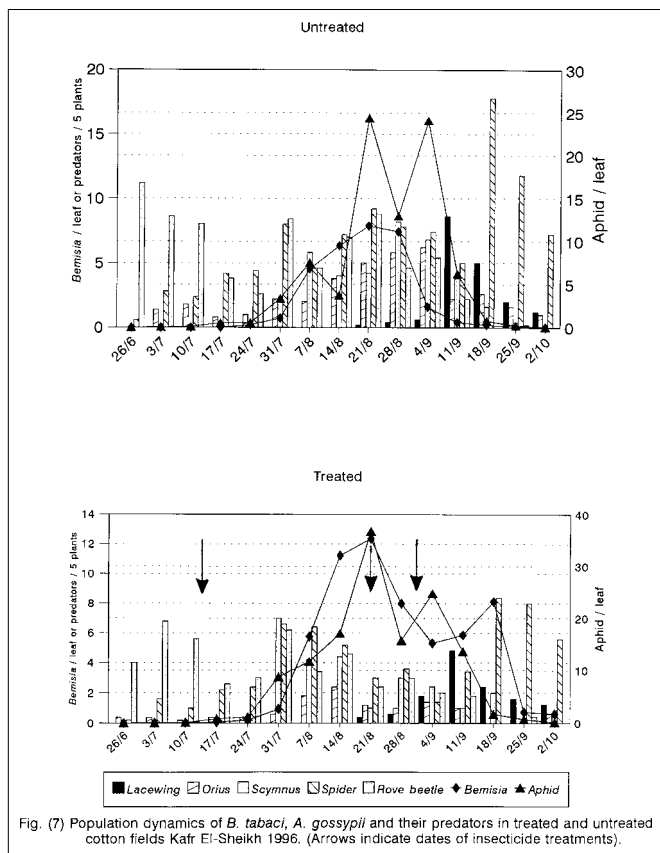 Untreated
Bemisia / leaf or predators / 5 plants
20
15
10
5
0
30
25
20
15
10
5
0
Aphid / leaf
26/6 3/7 10/7 17/7 24/7 31/7 7/8 14/8 21/8 28/8 4/9 11/9 18/9 25/9 2/10
Treated
Bemisia / leaf or predators / 5 plants
14
12
10
8
6
4
2
0
40
30
20
10
0
Aphid / leaf
26/6 3/7 10/7 17/7 24/7 31/7 7/8 14/8 21/8 28/8 4/9 11/9 18/9 25/9 2/10
Lacewing Orius Scymnus Spider Rove beetle Bemisia Aphid
Fig. (7) Population dynamics of B. tabaci, A. gossypii and their predators in treated and untreated
cotton fields Kafr El-Sheikh 1996. (Arrows indicate dates of insecticide treatments).